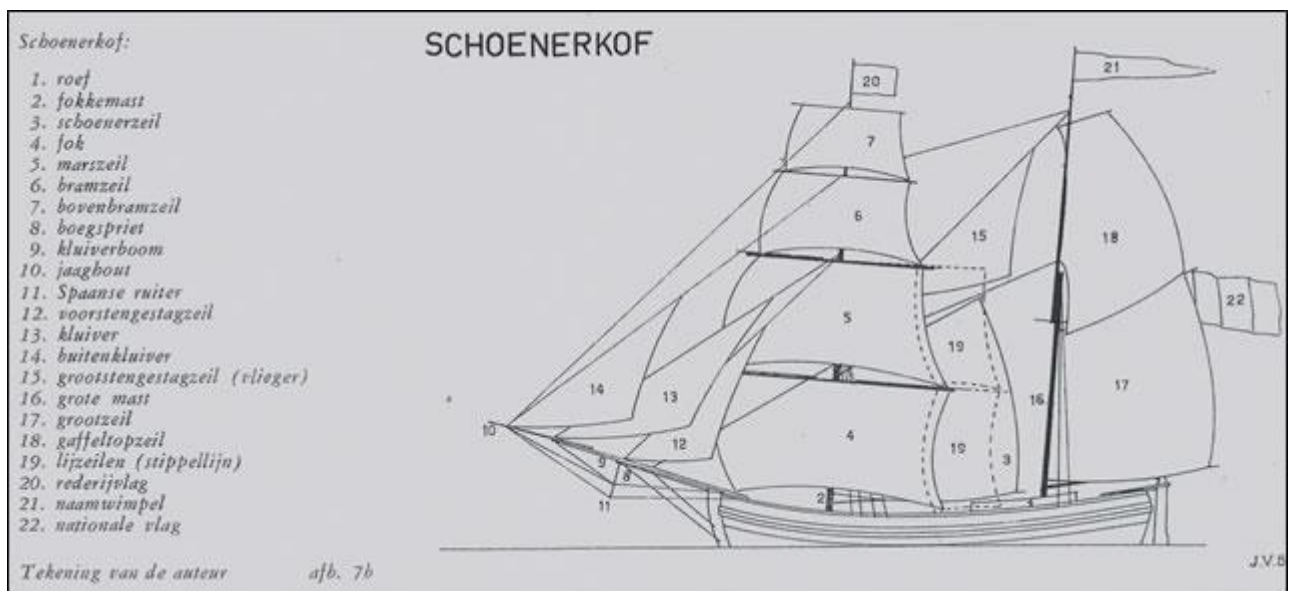 Schoenerkof:
1. roef
2. fokkemast
3. schoenerzeil
4. fok
5. marszeil
6. bramzeil
7. bovenbramzeil
8. boegspriet
9. kluiverboom
10. jaaghout
11. Spaanse ruiter
12. voorstengestagzeil
13. kluiver
14. buitenkluiver
15. grootstengestagzeil (vlieger)
16. grote mast
17. grootzeil
18. gaffeltopzeil
19. lijzeilen (stippellijn)
20. rederijvlag
21. naamwimpel
22. nationale vlag
Tekening van de auteur afb. 7b
SCHOENERKOF
21
20
7
6
15
18
22
5
19
14
13
16
17
10
12
4
19
3
9
8
2
11
J.V.B